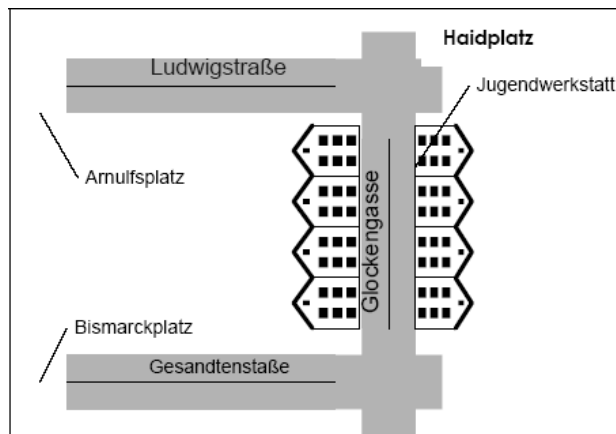 Haidplatz
Ludwigstraße
Jugendwerkstatt
Arnulfsplatz
Glockengasse
Bismarckplatz
Gesandtenstaße